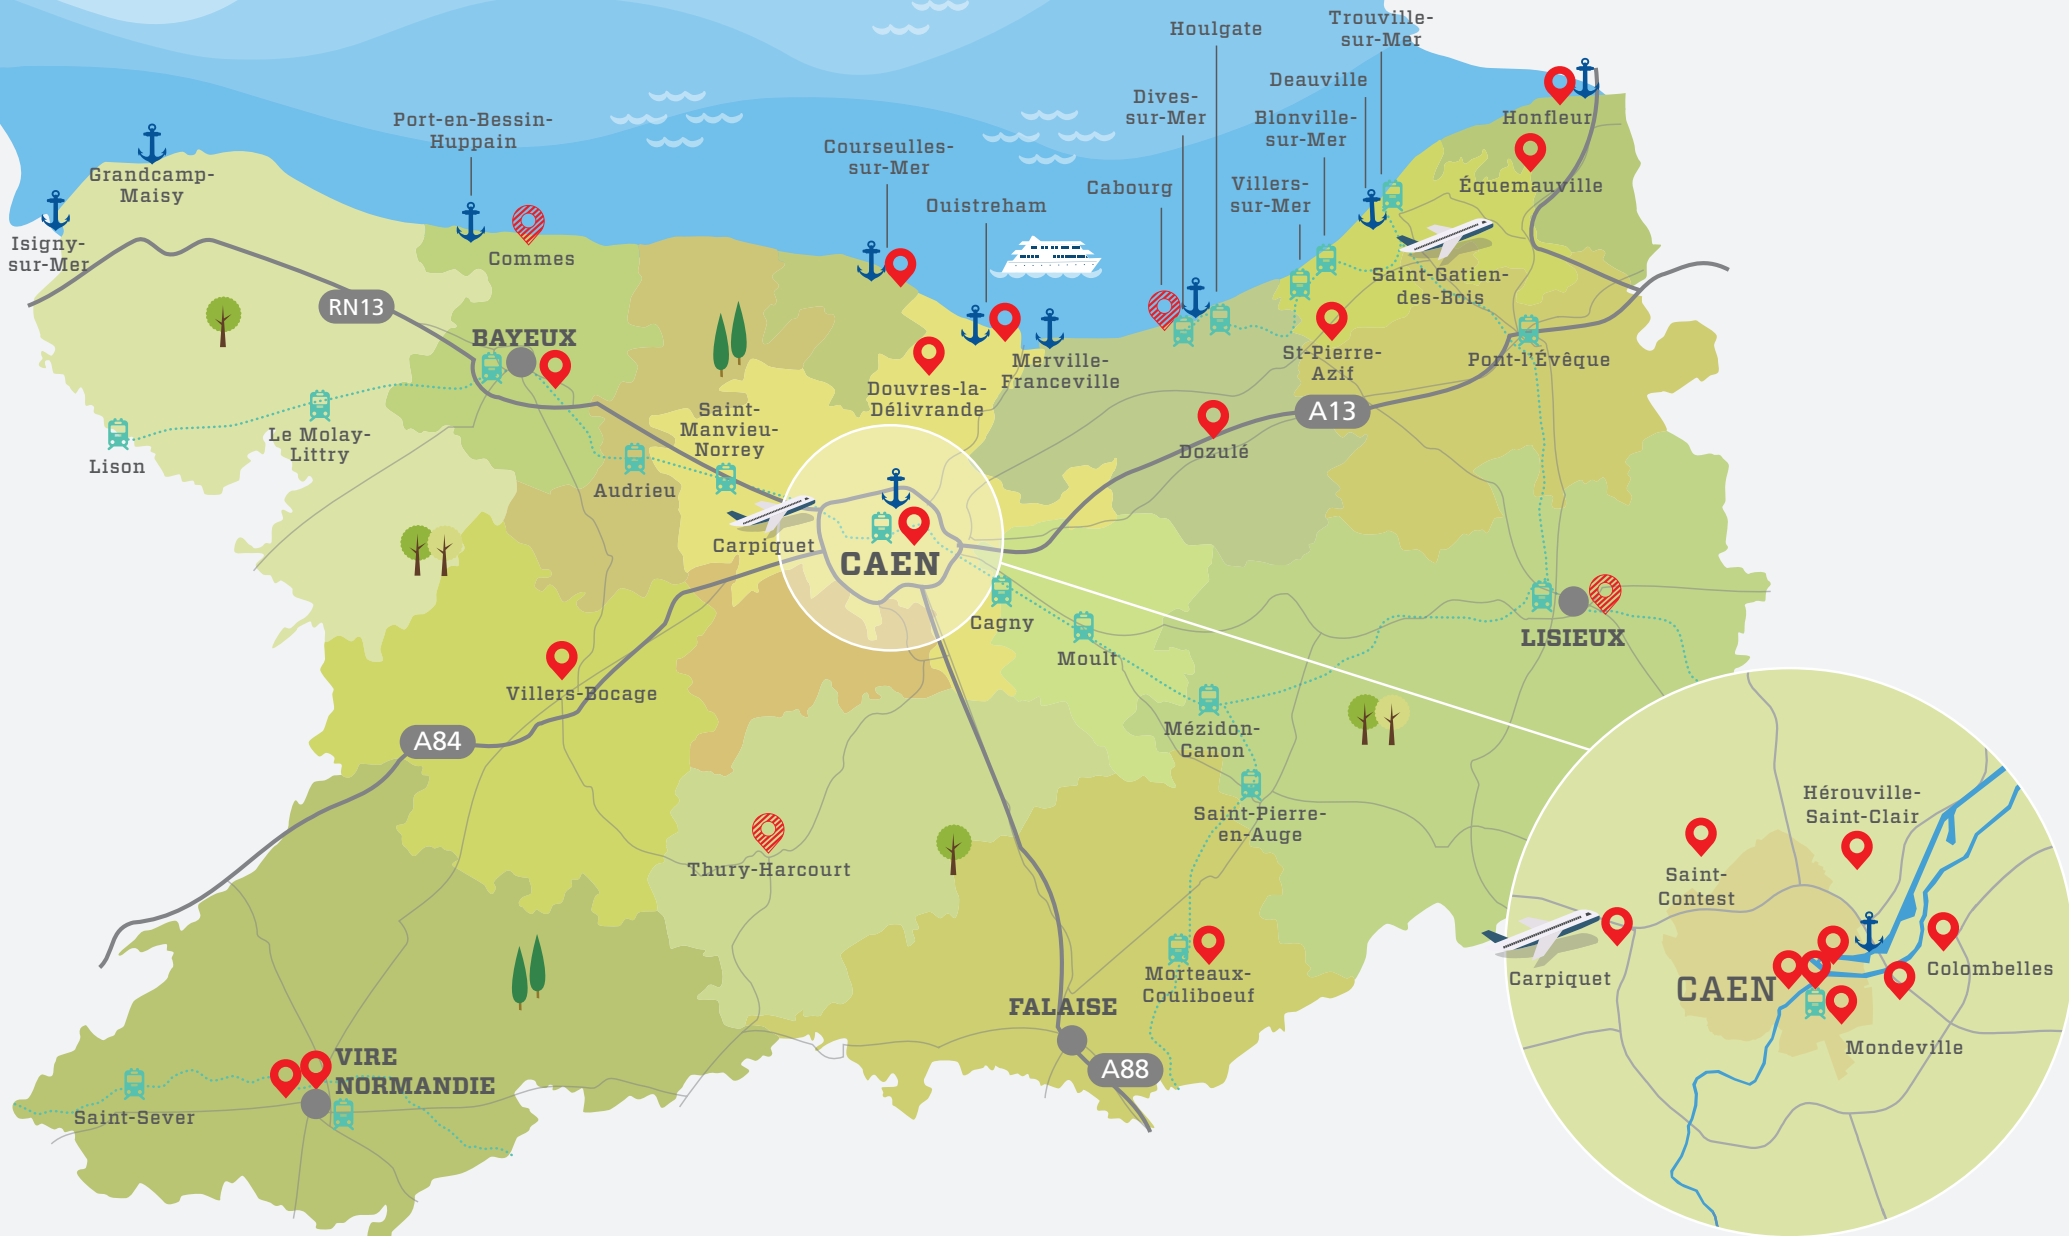 Trouville-
sur-Mer
Houlgate
Deauville
Dives-
sur-Mer
Blonville-
sur-Mer
Honfleur
Port-en-Bessin-
Huppain
Courseulles-
sur-Mer
Grandcamp-
Maisy
Cabourg
Villers-
sur-Mer
Équemauville
Ouistreham
Isigny-
sur-Mer
Commes
Saint-Gatien-
des-Bois
RN13
BAYEUX
Merville-
Franceville
St-Pierre-
Azif
Pont-l'Évêque
Douvres-la-
Délivrande
Saint-
Manvieu-
Norrey
A13
Le Molay-
Littry
Lison
Dozulé
Audrieu
Carpiquet
CAEN
Cagny
LISIEUX
Moult
Villers-Bocage
A84
Mézidon-
Canon
Saint-Pierre-
en-Auge
Thury-Harcourt
Morteaux-
Couliboeuf
FALAISE
A88
VIRE
NORMANDIE
Saint-Sever
Hérouville-
Saint-Clair
Saint-
Contest
Carpiquet
CAEN
Colombelles
Mondeville